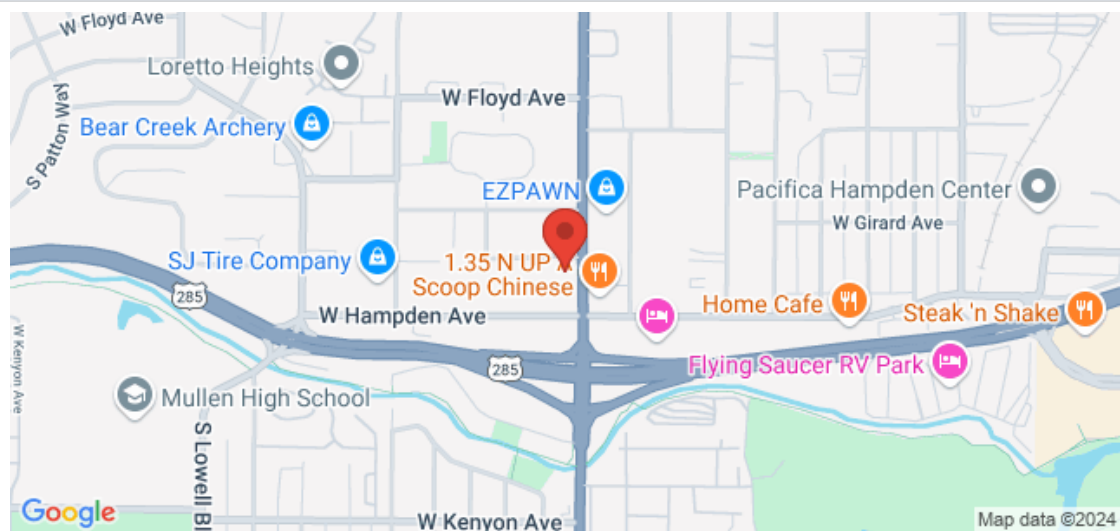 W Floyd Ave
Loretto Heights
W Floyd Ave
Bear Creek Archery
S Patton Way
EZPAWN
Pacifica Hampden Center
W Girard Ave
SJ Tire Company
1.35 N UP A
Scoop Chinese
285
W Hampden Ave
Home Cafe
Steak 'n Shake
285
Flying Saucer RV Park
W Kenyon Ave
Mullen High School
S Lowell Bl
Google
W Kenyon Ave
Map data ©2024